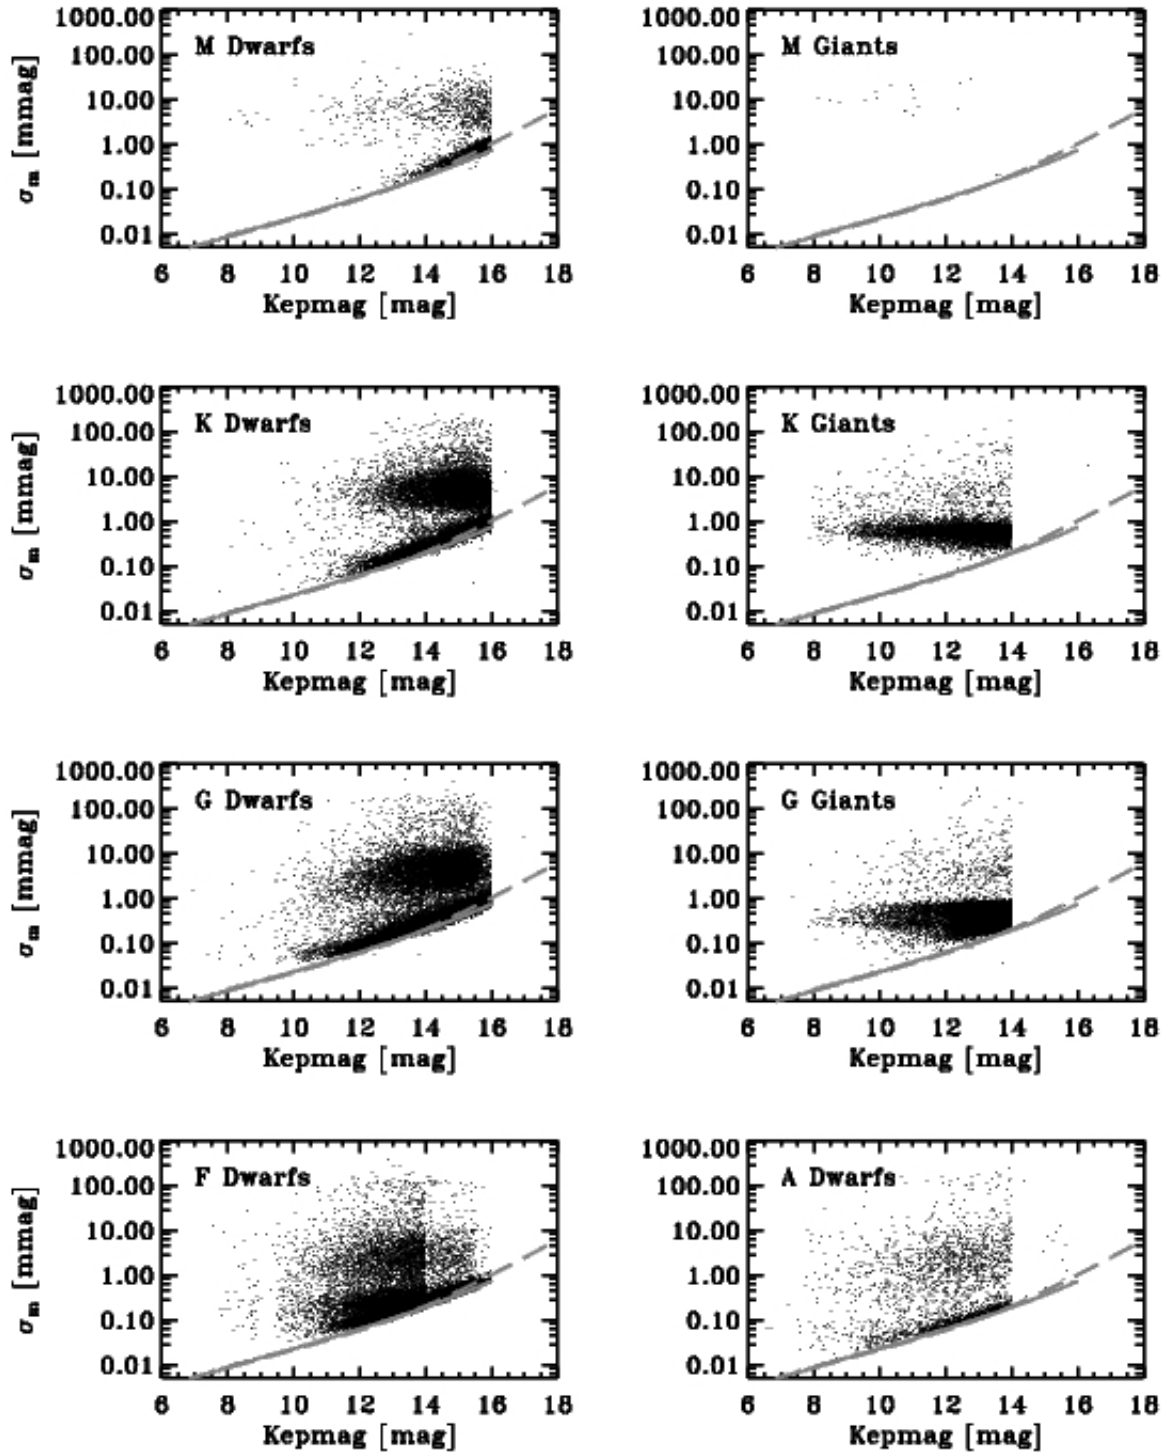 1000.00 1000.00
100.00 M Dwarfs 100.00 M Giants
10.00 10.00
σm [mmag] 1.00 1.00
0.10 0.10
0.01 0.01
6 8 10 12 14 16 18 6 8 10 12 14 16 18
Kepmag [mag] Kepmag [mag]
1000.00 1000.00
K Dwarfs K Giants
100.00 100.00
10.00 10.00
σm [mmag] 1.00 1.00
0.10 0.10
0.01 0.01
6 8 10 12 14 16 18 6 8 10 12 14 16 18
Kepmag [mag] Kepmag [mag]
1000.00 1000.00
G Dwarfs G Giants
100.00 100.00
10.00 10.00
σm [mmag] 1.00 1.00
0.10 0.10
0.01 0.01
6 8 10 12 14 16 18 6 8 10 12 14 16 18
Kepmag [mag] Kepmag [mag]
1000.00 1000.00
F Dwarfs A Dwarfs
100.00 100.00
10.00 10.00
σm [mmag] 1.00 1.00
0.10 0.10
0.01 0.01
6 8 10 12 14 16 18 6 8 10 12 14 16 18
Kepmag [mag] Kepmag [mag]